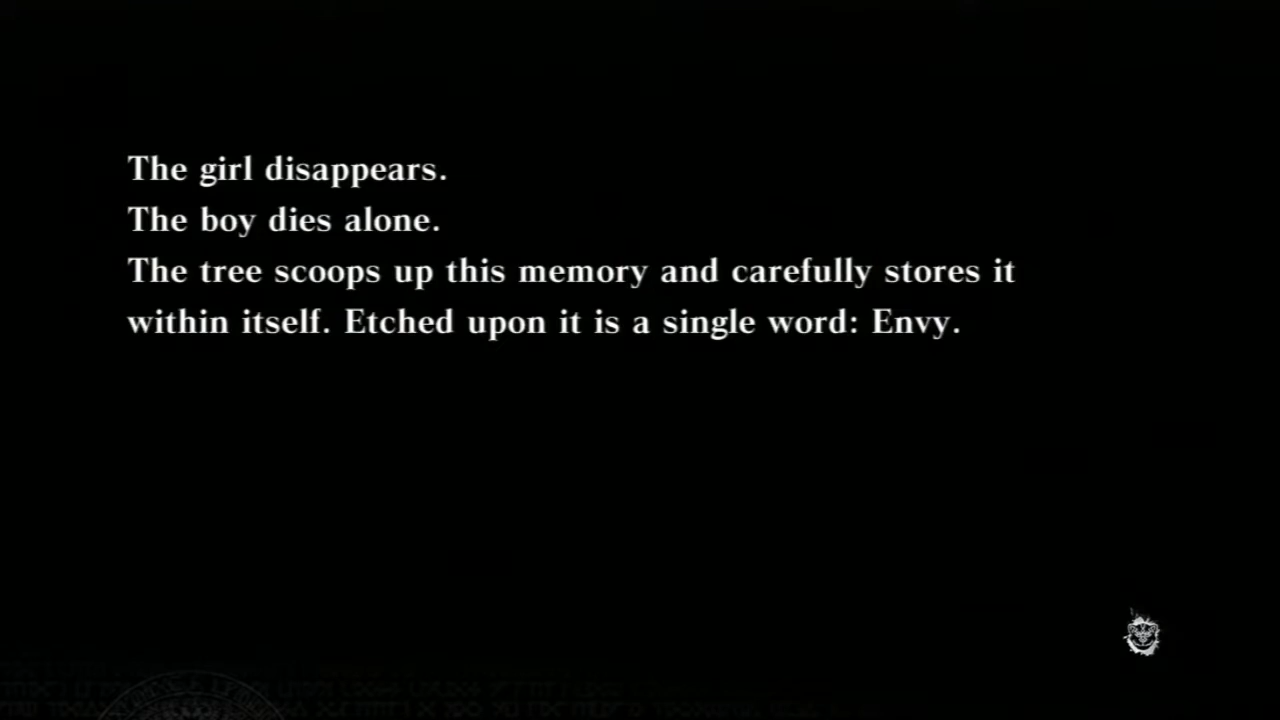 The girl disappears.
The boy dies alone.
The tree scoops up this memory and carefully stores it
within itself. Etched upon it is a single word: Envy.